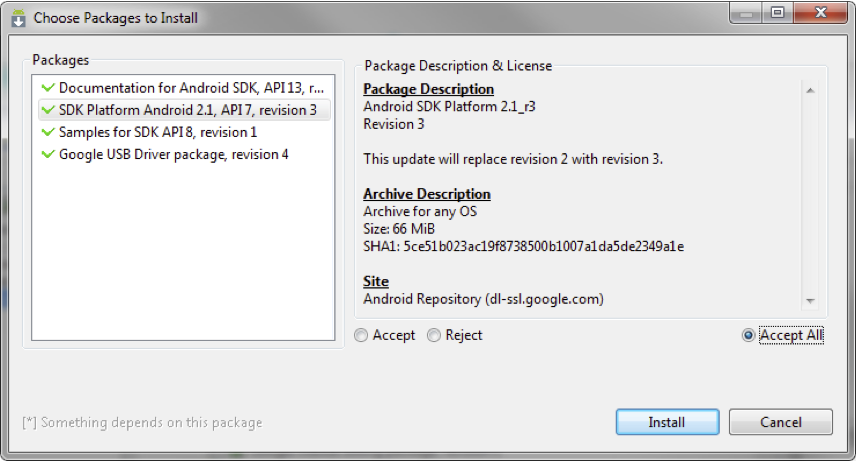 Choose Packages to Install
Packages
Documentation for Android SDK, API 13, r...
SDK Platform Android 2.1, API 7, revision 3
Samples for SDK API 8, revision 1
Google USB Driver package, revision 4
Package Description & License
Package Description
Android SDK Platform 2.1_r3
Revision 3
This update will replace revision 2 with revision 3.
Archive Description
Archive for any OS
Size: 66 MiB
SHA1: 5ce51b023ac19f8738500b1007a1da5de2349a1e
Site
Android Repository (dl-ssl.google.com)
Accept Reject Accept All
[*] Something depends on this package
Install Cancel